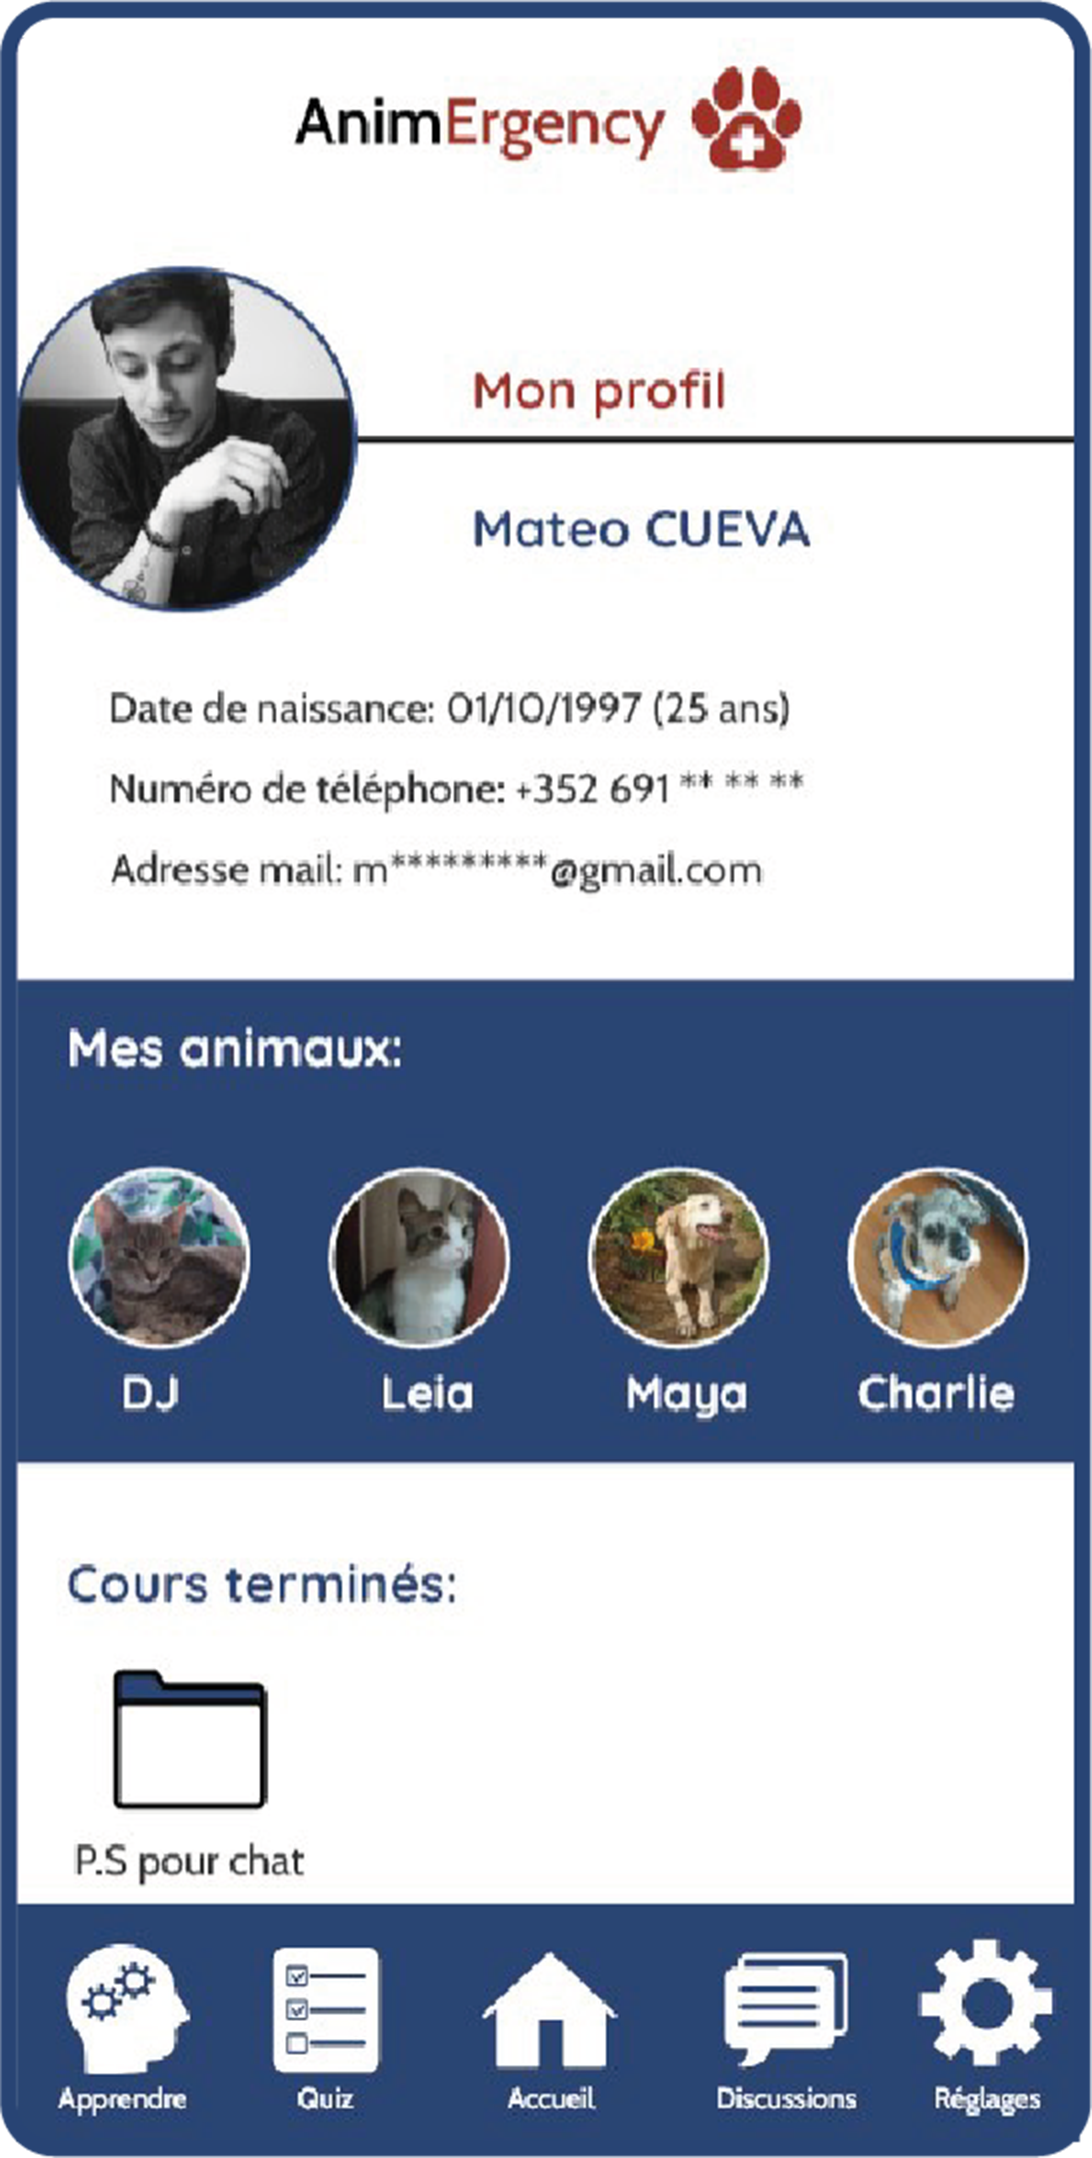 AnimErgency
Mon profil
Mateo CUEVA
Date de naissance: 01/10/1997 (25 ans)
Numéro de téléphone: +352 691 ** ** **
Adresse mail: m*********@gmail.com
Mes animaux:
DJ
Leia
Maya
Charlie
Cours terminés:
P.S pour chat
Apprendre
Quiz
Accueil
Discussions
Réglages